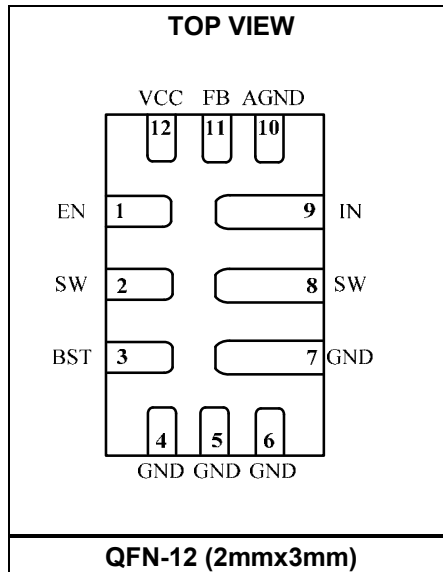 TOP VIEW
VCC FB AGND
12 11 10
EN 1 9 IN
SW 2 8 SW
BST 3 7 GND
4 5 6
GND GND GND
QFN-12 (2mmx3mm)